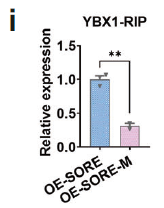 i
YBX1-RIP
Relative expression
1.5
1.0
0.5
0.0
**
OE-SORE
OE-SORE-M